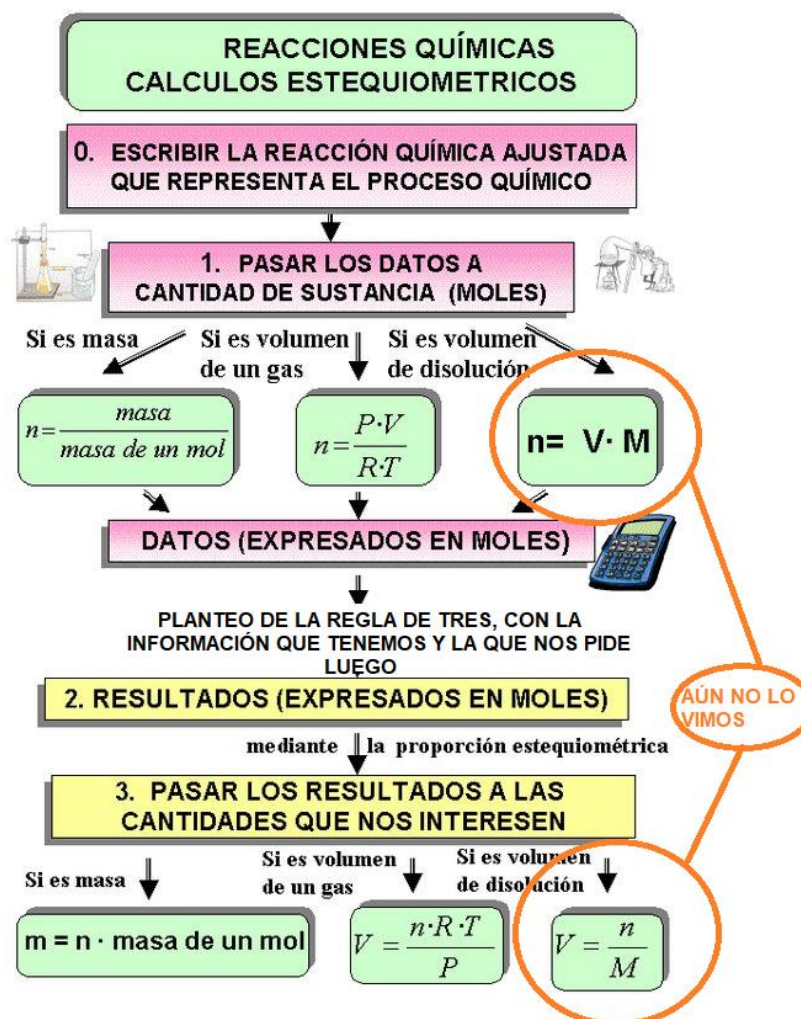 REACCIONES QUÍMICAS
CALCULOS ESTEQUIOMETRICOS
0. ESCRIBIR LA REACCIÓN QUÍMICA AJUSTADA
QUE REPRESENTA EL PROCESO QUÍMICO
1. PASAR LOS DATOS A
CANTIDAD DE SUSTANCIA (MOLES)
Si es masa
Si es volumen
de un gas
Si es volumen
de disolución
n = masa / masa de un mol
n = P·V / R·T
n= V· M
DATOS (EXPRESADOS EN MOLES)
PLANTEO DE LA REGLA DE TRES, CON LA
INFORMACIÓN QUE TENEMOS Y LA QUE NOS PIDE
LUEGO
2. RESULTADOS (EXPRESADOS EN MOLES)
AÚN NO LO
VIMOS
mediante la proporción estequiométrica
3. PASAR LOS RESULTADOS A LAS
CANTIDADES QUE NOS INTERESEN
Si es masa
Si es volumen
de un gas
Si es volumen
de disolución
m = n · masa de un mol
V = n·R·T / P
V = n / M